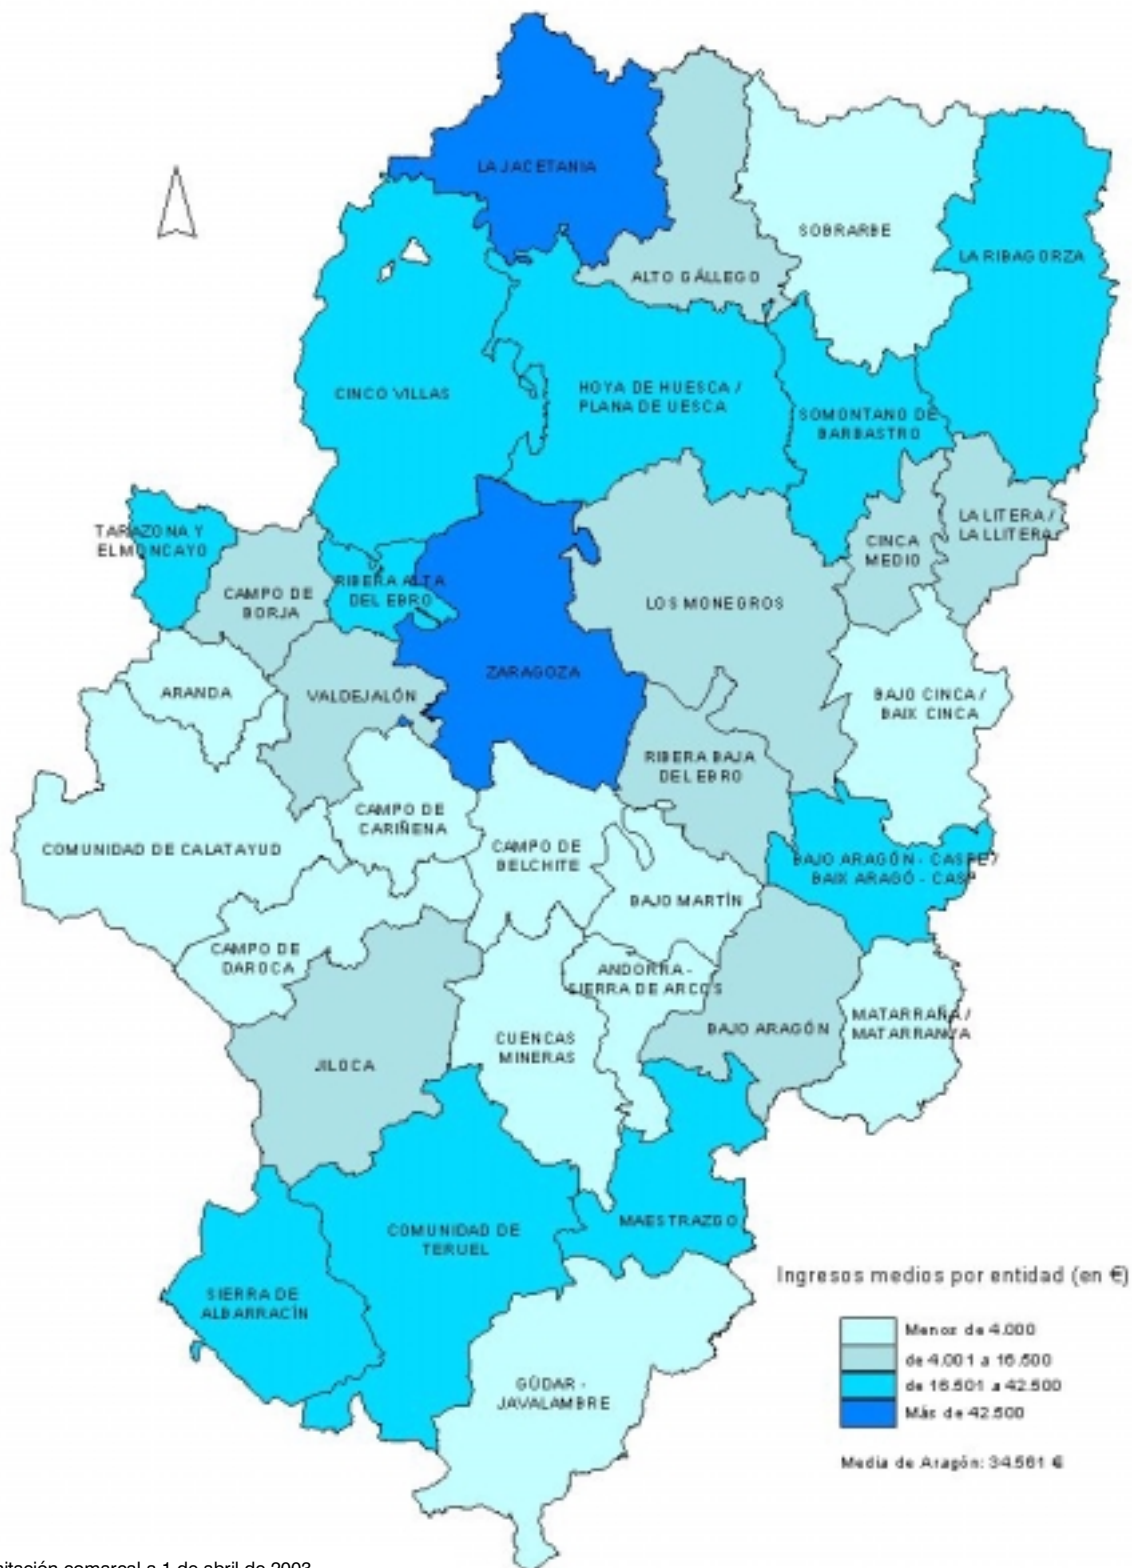 LA JACETANIA
SOBRARBE
LA RIBAGORZA
ALTO GÁLLEGO
CINCO VILLAS
HOYA DE HUESCA /
PLANA DE UESCA
SOMONTANO DE
BARBASTRO
TARAZONA Y
EL MONCAYO
LA LITERA /
LA LLITERA
CINCA
MEDIO
RIBERA ALTA
DEL EBRO
CAMPO DE
BORJA
LOS MONEGROS
ZARAGOZA
ARANDA
VALDEJALÓN
BAJO CINCA /
BAIX CINCA
RIBERA BAJA
DEL EBRO
CAMPO DE
CARIÑENA
COMUNIDAD DE CALATAYUD
CAMPO DE
BELCHITE
BAJO ARAGÓN - CASPE /
BAIX ARAGÓ - CASP
BAJO MARTÍN
CAMPO DE
DAROCA
ANDORRA -
SIERRA DE ARCOS
MATARRAÑA /
MATARRANYA
BAJO ARAGÓN
CUENCAS
MINERAS
JILOCA
MAESTRAZGO
COMUNIDAD DE
TERUEL
SIERRA DE
ALBARRACÍN
GÚDAR -
JAVALAMBRE
Ingresos medios por entidad (en €)
Menos de 4.000
de 4.001 a 16.500
de 16.501 a 42.500
Más de 42.500
Media de Aragón: 34.561 €
itación comarcal a 1 de abril de 2003